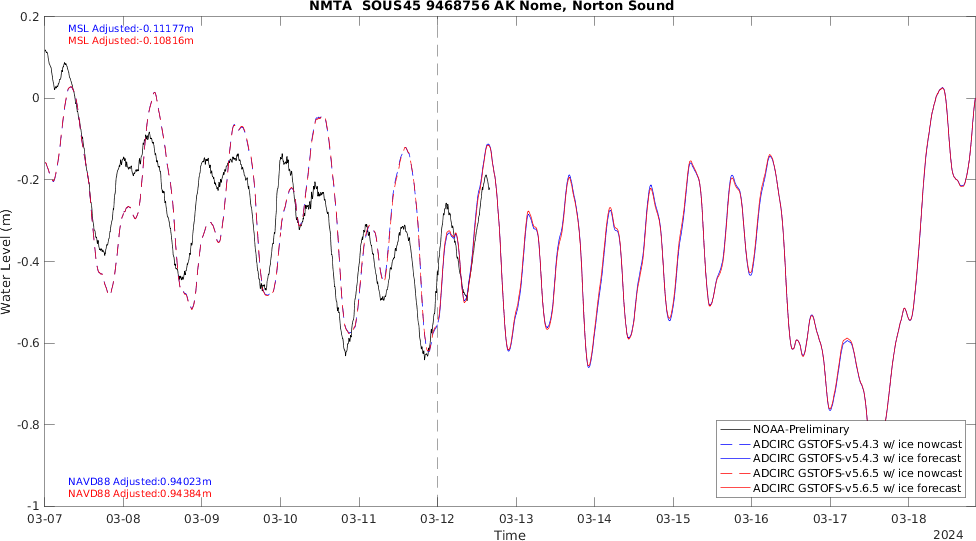 NMTA SOUS45 9468756 AK Nome, Norton Sound
MSL Adjusted:-0.11177m
MSL Adjusted:-0.10816m
0.2
0
-0.2
-0.4
-0.6
-0.8
-1
Water Level (m)
NAVD88 Adjusted:0.94023m
NAVD88 Adjusted:0.94384m
NOAA-Preliminary
ADCIRC GSTOFS-v5.4.3 w/ ice nowcast
ADCIRC GSTOFS-v5.4.3 w/ ice forecast
ADCIRC GSTOFS-v5.6.5 w/ ice nowcast
ADCIRC GSTOFS-v5.6.5 w/ ice forecast
03-07 03-08 03-09 03-10 03-11 03-12 03-13 03-14 03-15 03-16 03-17 03-18
Time
2024